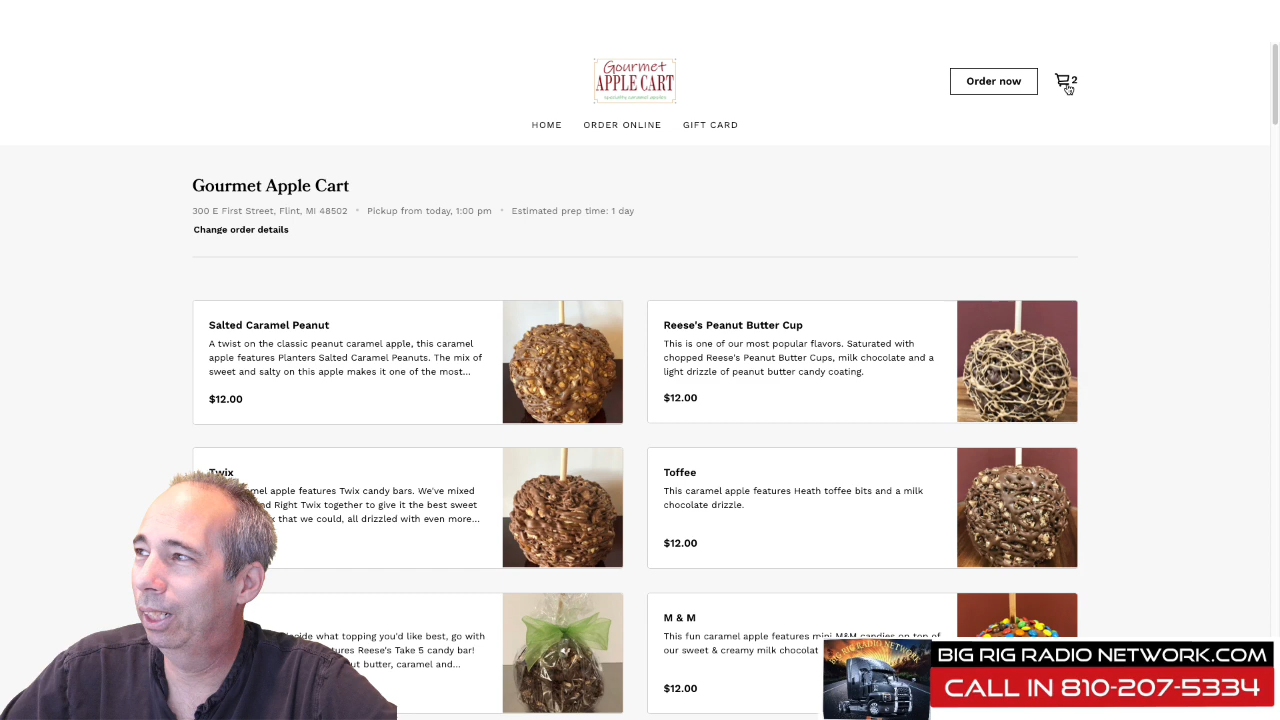 Gourmet
APPLE CART
specialty caramel apples
Order now
2
HOME ORDER ONLINE GIFT CARD
Gourmet Apple Cart
300 E First Street, Flint, MI 48502 • Pickup from today, 1:00 pm • Estimated prep time: 1 day
Change order details
Salted Caramel Peanut
A twist on the classic peanut caramel apple, this caramel
apple features Planters Salted Caramel Peanuts. The mix of
sweet and salty on this apple makes it one of the most...
$12.00
Reese's Peanut Butter Cup
This is one of our most popular flavors. Saturated with
chopped Reese's Peanut Butter Cups, milk chocolate and a
light drizzle of peanut butter candy coating.
$12.00
Twix
mel apple features Twix candy bars. We've mixed
nd Right Twix together to give it the best sweet
that we could, all drizzled with even more...
Toffee
This caramel apple features Heath toffee bits and a milk
chocolate drizzle.
$12.00
what topping you'd like best, go with
tures Reese's Take 5 candy bar!
ut butter, caramel and...
M & M
This fun caramel apple features mini M&M candies on top of
our sweet & creamy milk chocolat
$12.00
BIG RIG RADIO NETWORK
BIG RIG RADIO NETWORK.COM
CALL IN 810-207-5334